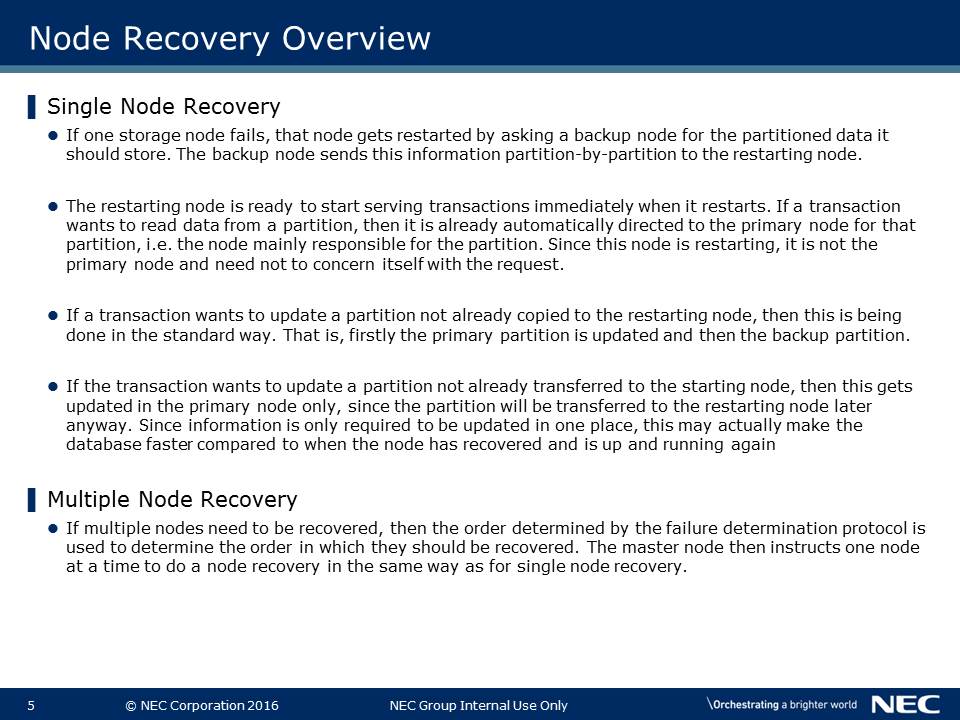 Node Recovery Overview
Single Node Recovery
If one storage node fails, that node gets restarted by asking a backup node for the partitioned data it
should store. The backup node sends this information partition-by-partition to the restarting node.
The restarting node is ready to start serving transactions immediately when it restarts. If a transaction
wants to read data from a partition, then it is already automatically directed to the primary node for that
partition, i.e. the node mainly responsible for the partition. Since this node is restarting, it is not the
primary node and need not to concern itself with the request.
If a transaction wants to update a partition not already copied to the restarting node, then this is being
done in the standard way. That is, firstly the primary partition is updated and then the backup partition.
If the transaction wants to update a partition not already transferred to the starting node, then this gets
updated in the primary node only, since the partition will be transferred to the restarting node later
anyway. Since information is only required to be updated in one place, this may actually make the
database faster compared to when the node has recovered and is up and running again
Multiple Node Recovery
If multiple nodes need to be recovered, then the order determined by the failure determination protocol is
used to determine the order in which they should be recovered. The master node then instructs one node
at a time to do a node recovery in the same way as for single node recovery.
5 © NEC Corporation 2016 NEC Group Internal Use Only \Orchestrating a brighter world NEC